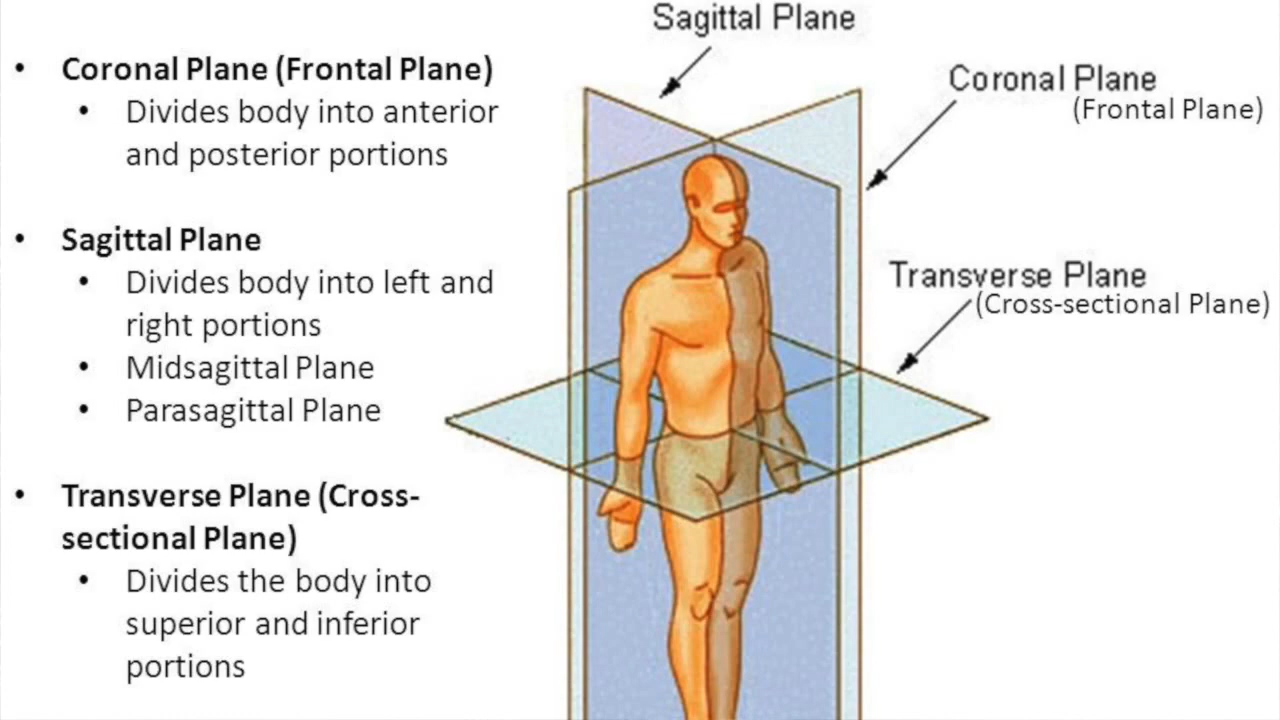 • Coronal Plane (Frontal Plane)
• Divides body into anterior
and posterior portions
• Sagittal Plane
• Divides body into left and
right portions
• Midsagittal Plane
• Parasagittal Plane
• Transverse Plane (Cross-
sectional Plane)
• Divides the body into
superior and inferior
portions
Sagittal Plane
Coronal Plane
(Frontal Plane)
Transverse Plane
(Cross-sectional Plane)